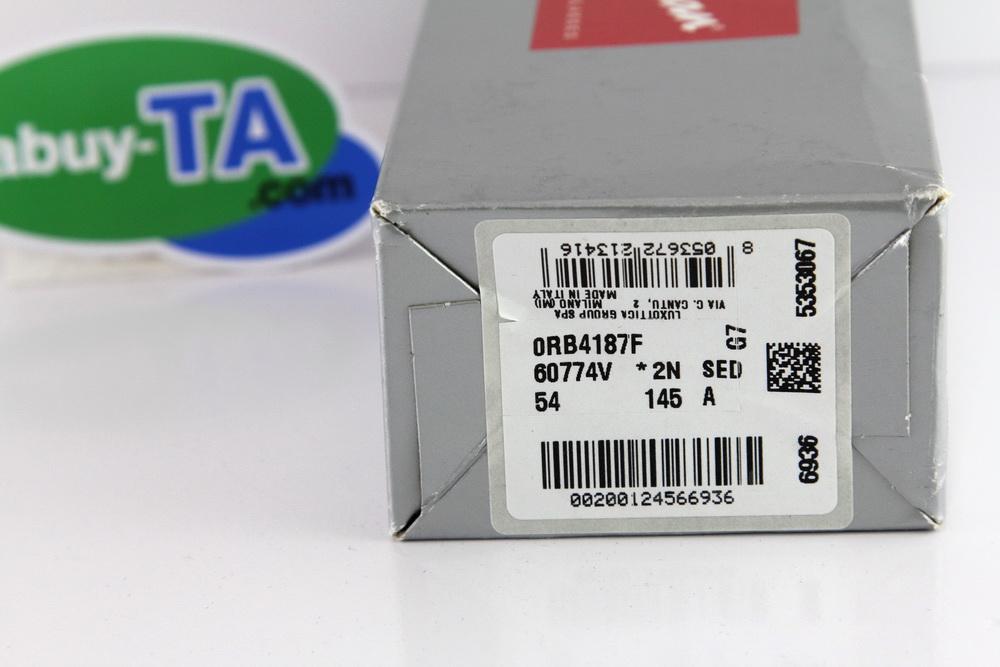 abuy-TA
.com
GLASSES
8 053672 213416
LUXOTTICA GROUP SPA
VIA C. CANTU, 2 MILANO (MI)
MADE IN ITALY
0RB4187F
G7
60774V * 2N SED
54 145 A
00200124566936
5353067
6936